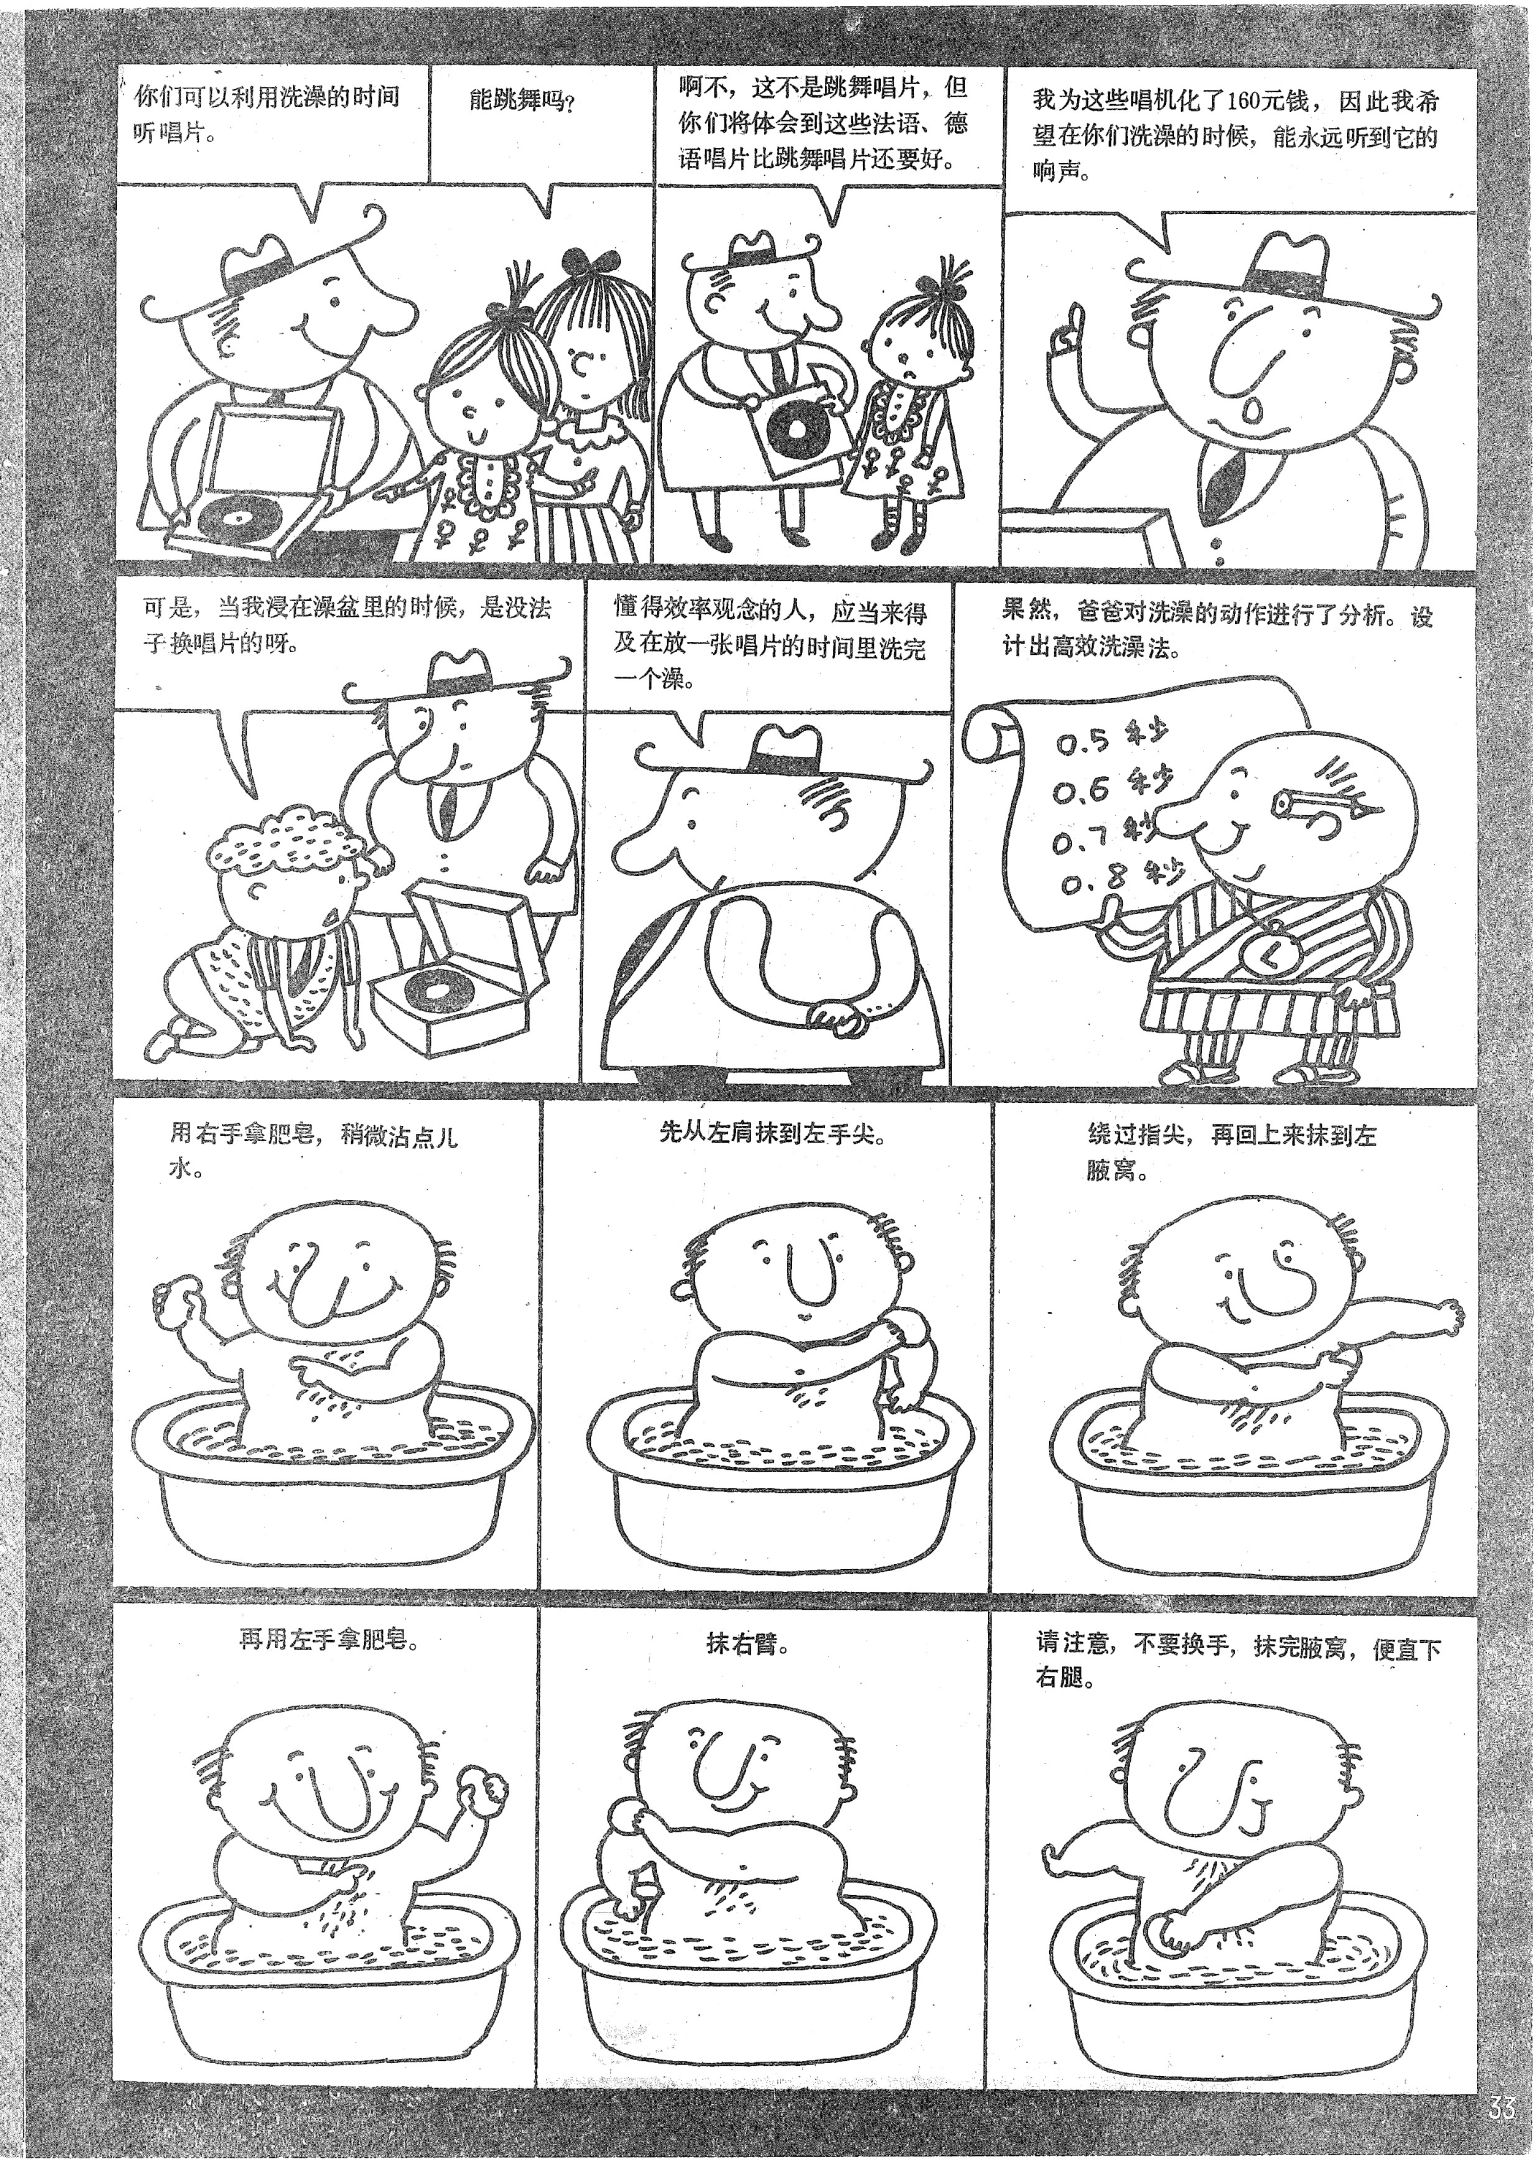 你们可以利用洗澡的时间
听唱片。
能跳舞吗?
啊不，这不是跳舞唱片，但
你们将体会到这些法语、德
语唱片比跳舞唱片还要好。
我为这些唱机化了160元钱，因此我希
望在你们洗澡的时候，能永远听到它的
响声。
可是，当我浸在澡盆里的时候，是没法
子换唱片的呀。
懂得效率观念的人，应当来得
及在放一张唱片的时间里洗完
一个澡。
果然，爸爸对洗澡的动作进行了分析。设
计出高效洗澡法。
0.5 秒
0.6 秒
0.7 秒
0.8 秒
用右手拿肥皂，稍微沾点儿
水。
先从左肩抹到左手尖。
绕过指尖，再回上来抹到左
腋窝。
再用左手拿肥皂。
抹右臂。
请注意，不要换手，抹完腋窝，便直下
右腿。
33